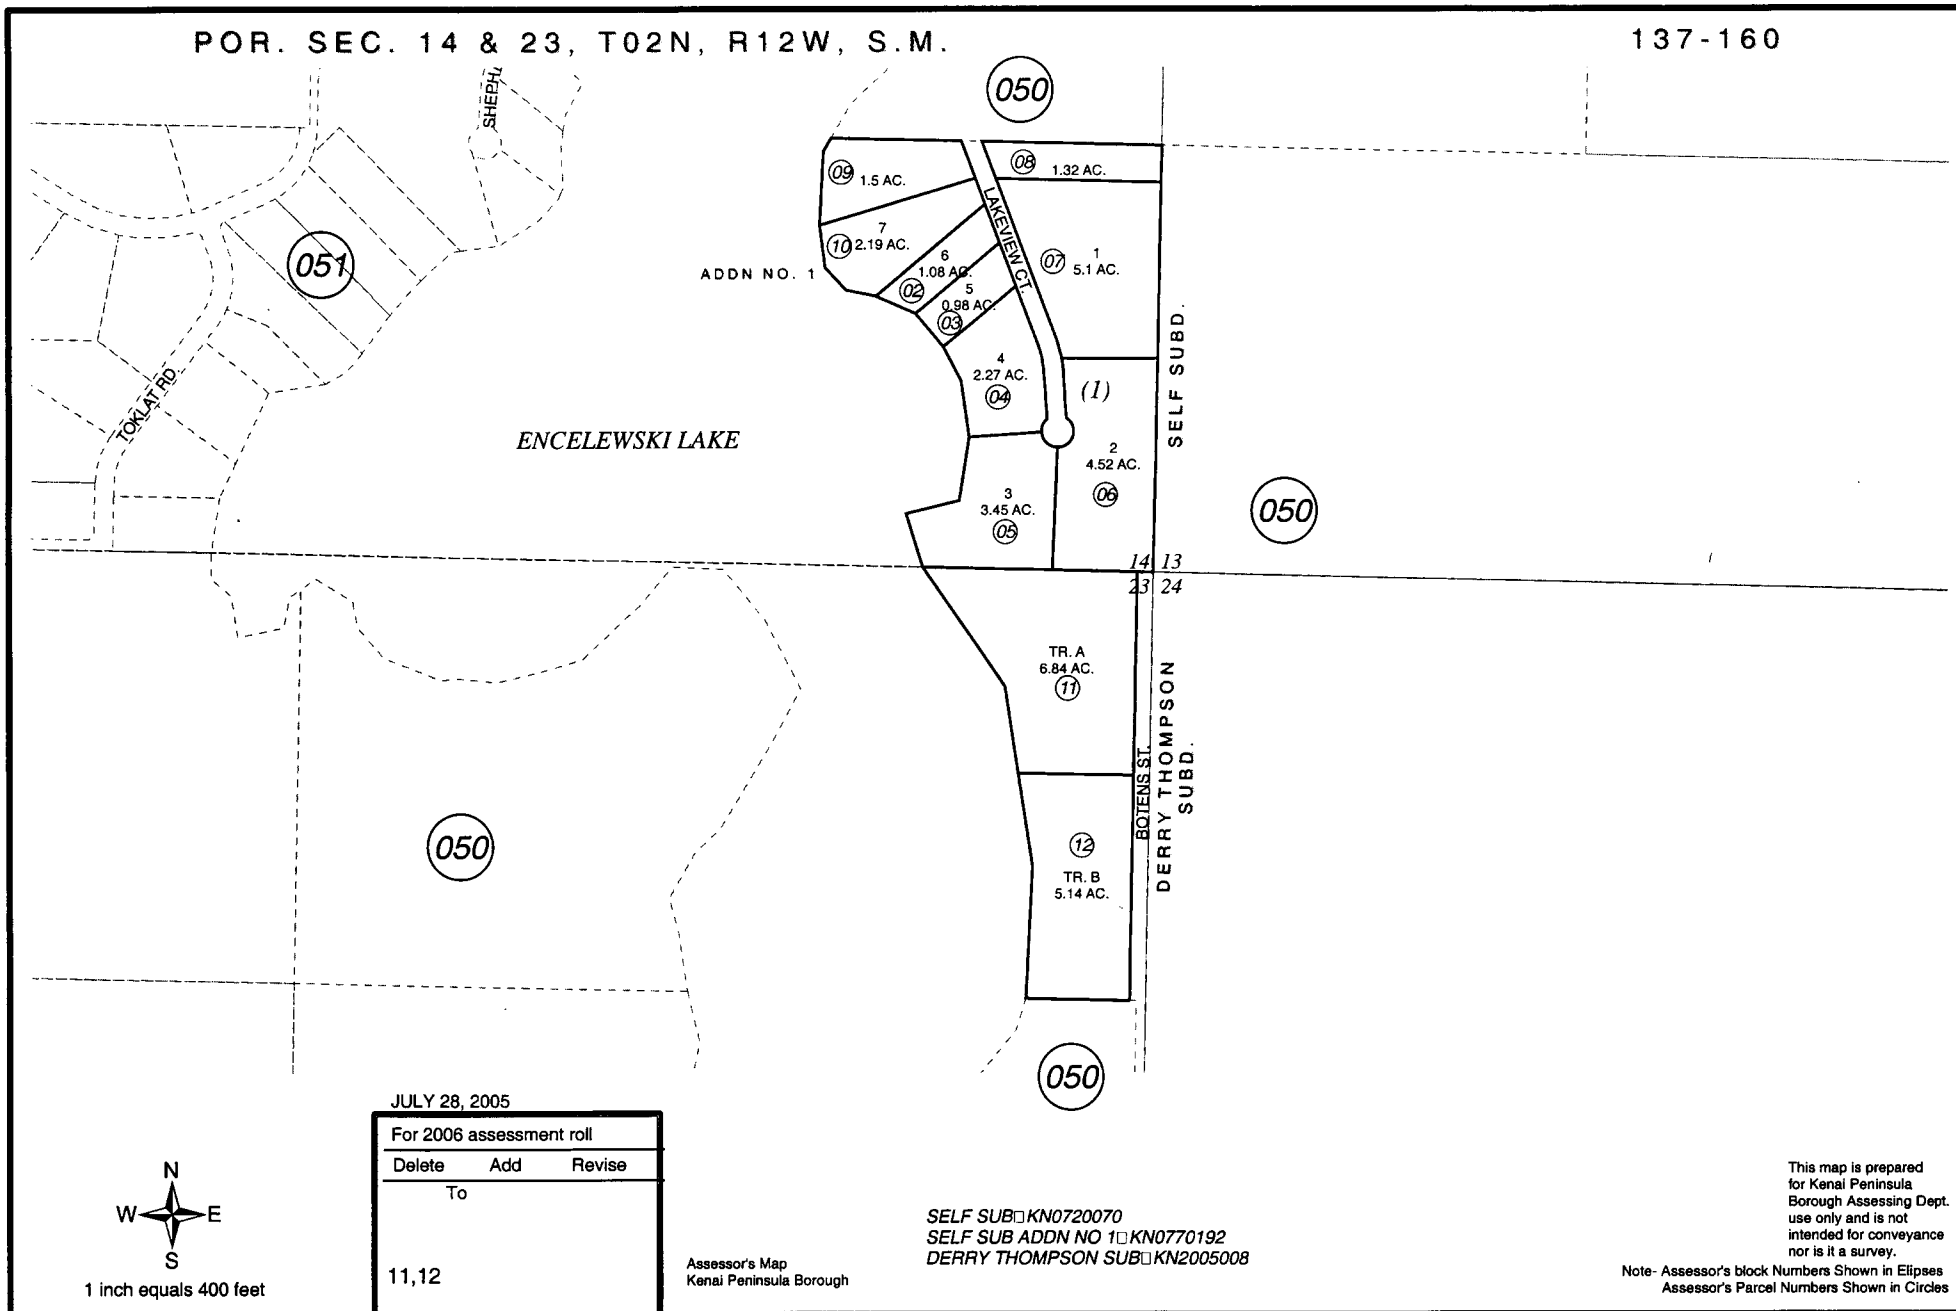 POR. SEC. 14 & 23, T02N, R12W, S.M.
137-160
050
SHEPH
09
1.5 AC.
08
1.32 AC.
LAKEVIEW CT.
7
10 2.19 AC.
6
1.08 AC.
02
5
0.98 AC.
03
07
1
5.1 AC.
051
ADDN NO. 1
SELF SUBD.
4
2.27 AC.
04
(1)
TOKLAT RD.
ENCELEWSKI LAKE
2
4.52 AC.
06
3
3.45 AC.
05
050
14 13
23 24
TR. A
6.84 AC.
11
BOTENS ST.
DERRY THOMPSON
SUBD.
12
TR. B
5.14 AC.
050
050
JULY 28, 2005
For 2006 assessment roll
Delete Add Revise
To
11,12
N
W E
S
1 inch equals 400 feet
Assessor's Map
Kenai Peninsula Borough
SELF SUB□KN0720070
SELF SUB ADDN NO 1□KN0770192
DERRY THOMPSON SUB□KN2005008
This map is prepared
for Kenai Peninsula
Borough Assessing Dept.
use only and is not
intended for conveyance
nor is it a survey.
Note- Assessor's block Numbers Shown in Elipses
Assessor's Parcel Numbers Shown in Circles